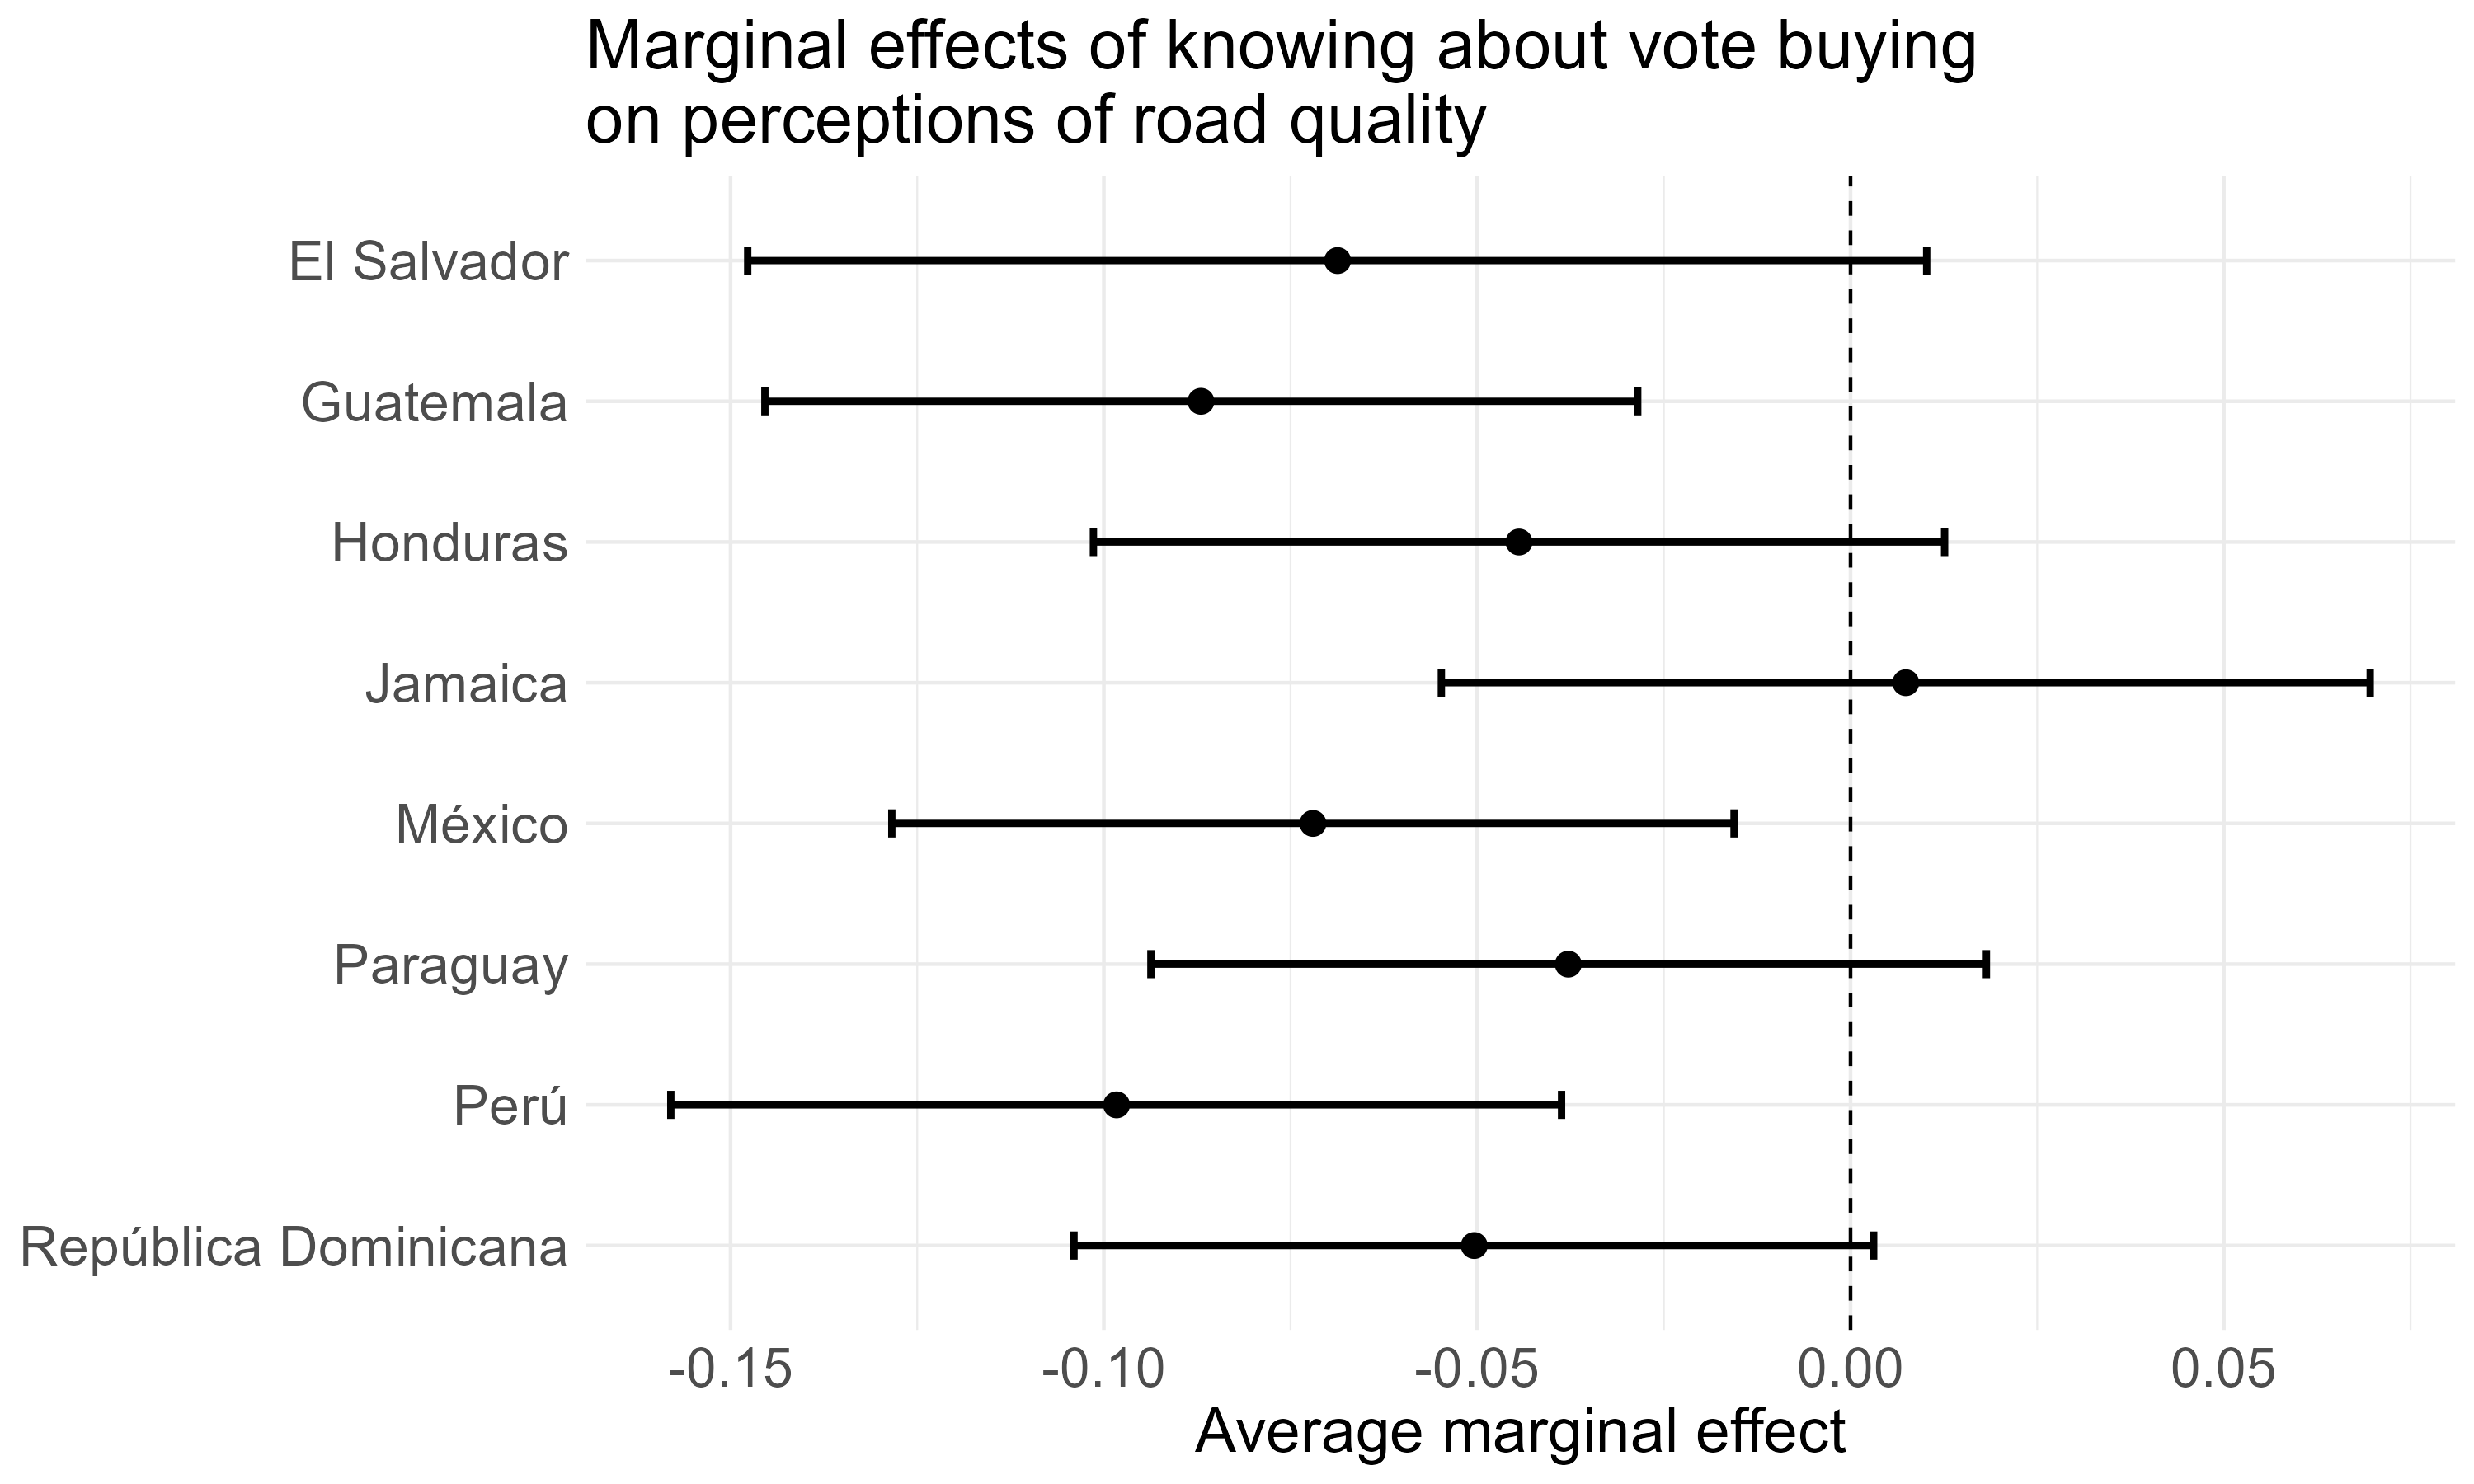 Marginal effects of knowing about vote buying
on perceptions of road quality
El Salvador
Guatemala
Honduras
Jamaica
México
Paraguay
Perú
República Dominicana
-0.15 -0.10 -0.05 0.00 0.05
Average marginal effect